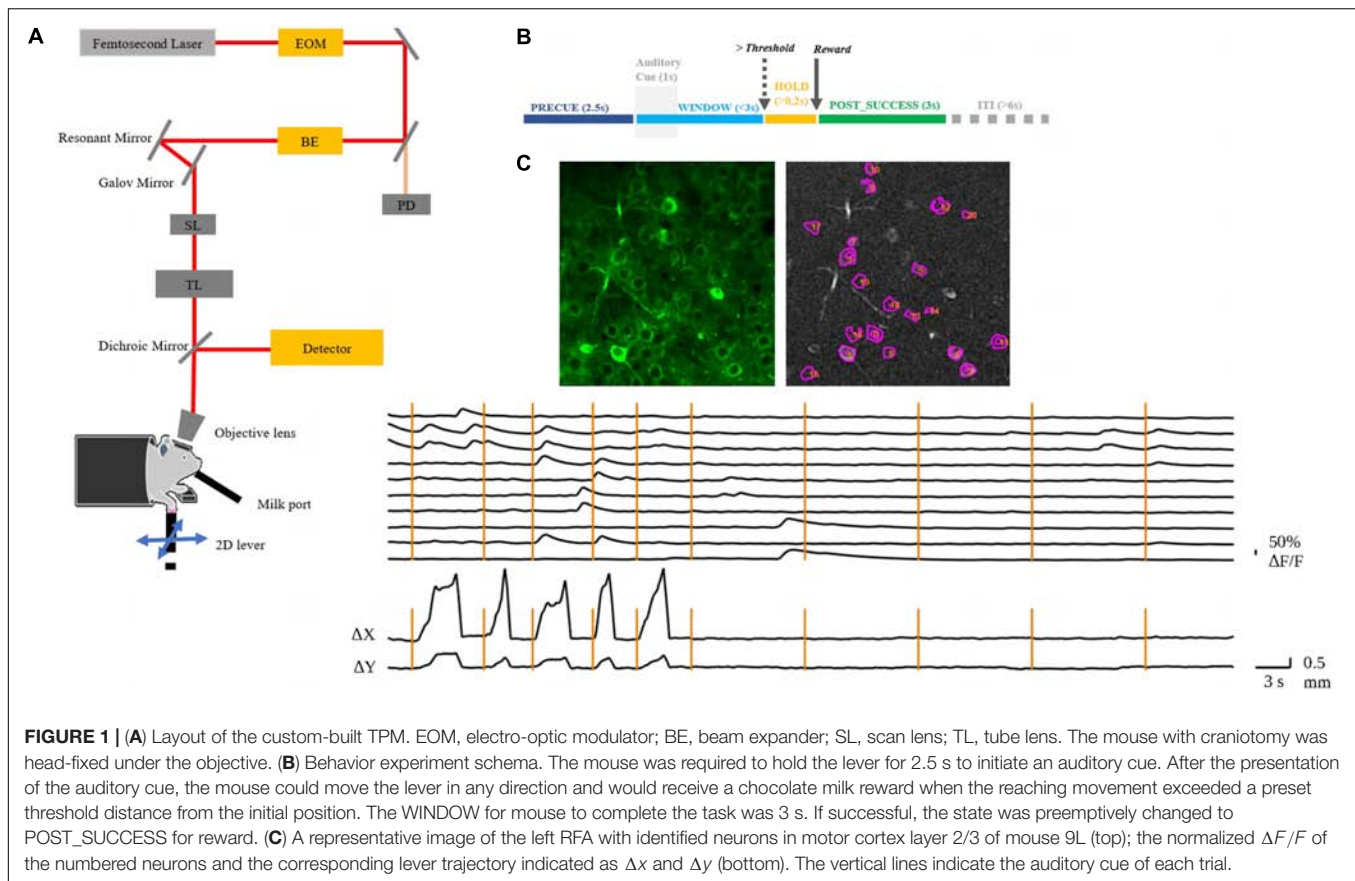 A
Femtosecond Laser
EOM
Resonant Mirror
BE
Galov Mirror
PD
SL
TL
Dichroic Mirror
Detector
Objective lens
Milk port
2D lever
B
> Threshold
Reward
Auditory
Cue (1s)
HOLD
(>0.2s)
PRECUE (2.5s)
WINDOW (<3s)
POST_SUCCESS (3s)
ITI (>6s)
C
50%
ΔF/F
ΔX
ΔY
3 s
0.5
mm
FIGURE 1 | (A) Layout of the custom-built TPM. EOM, electro-optic modulator; BE, beam expander; SL, scan lens; TL, tube lens. The mouse with craniotomy was
head-fixed under the objective. (B) Behavior experiment schema. The mouse was required to hold the lever for 2.5 s to initiate an auditory cue. After the presentation
of the auditory cue, the mouse could move the lever in any direction and would receive a chocolate milk reward when the reaching movement exceeded a preset
threshold distance from the initial position. The WINDOW for mouse to complete the task was 3 s. If successful, the state was preemptively changed to
POST_SUCCESS for reward. (C) A representative image of the left RFA with identified neurons in motor cortex layer 2/3 of mouse 9L (top); the normalized ΔF/F of
the numbered neurons and the corresponding lever trajectory indicated as Δx and Δy (bottom). The vertical lines indicate the auditory cue of each trial.